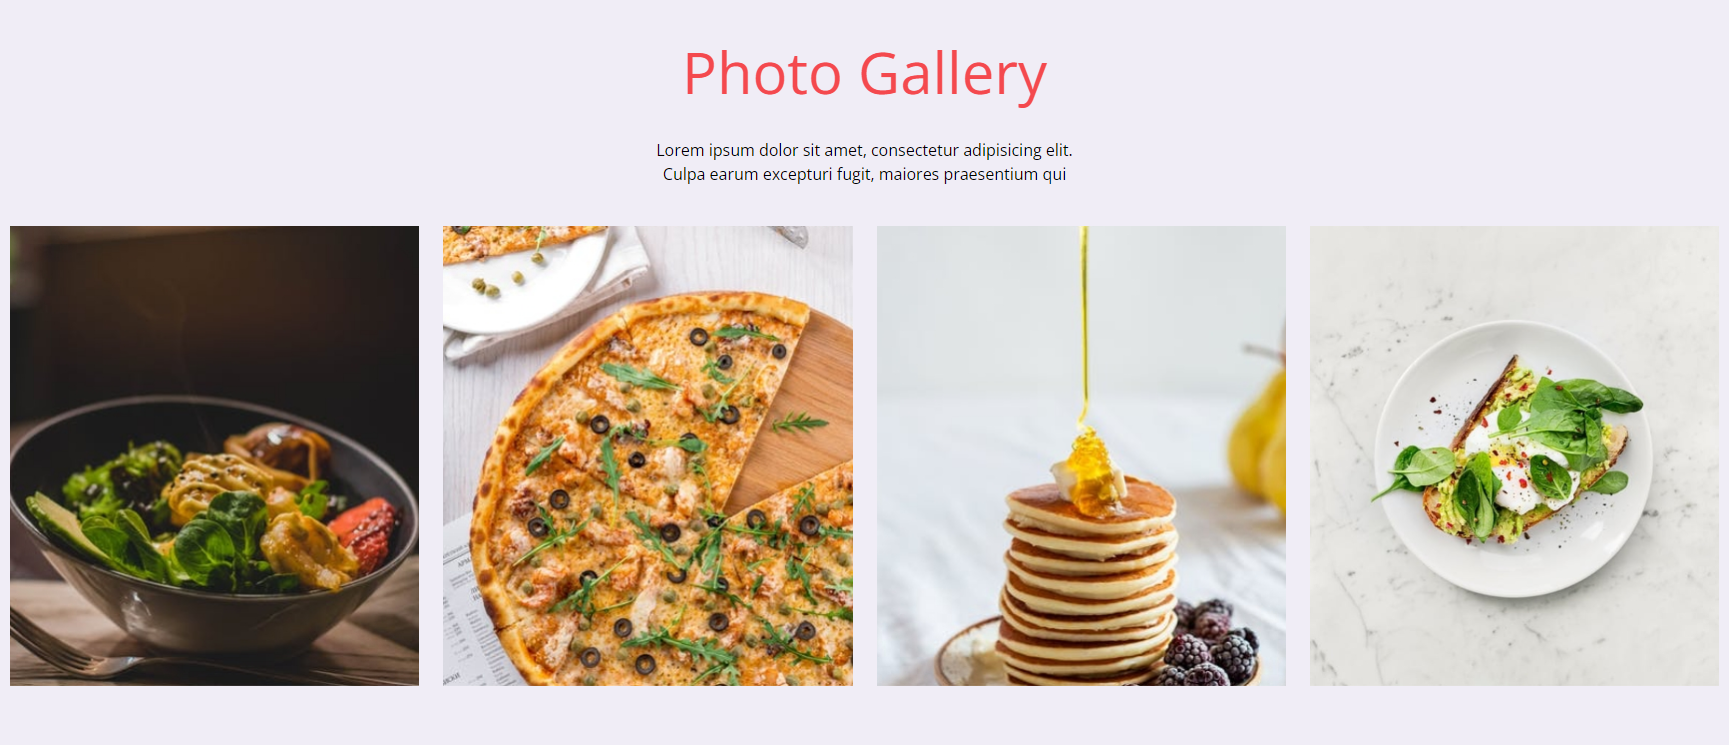 Photo Gallery
Lorem ipsum dolor sit amet, consectetur adipisicing elit.
Culpa earum excepturi fugit, maiores praesentium qui